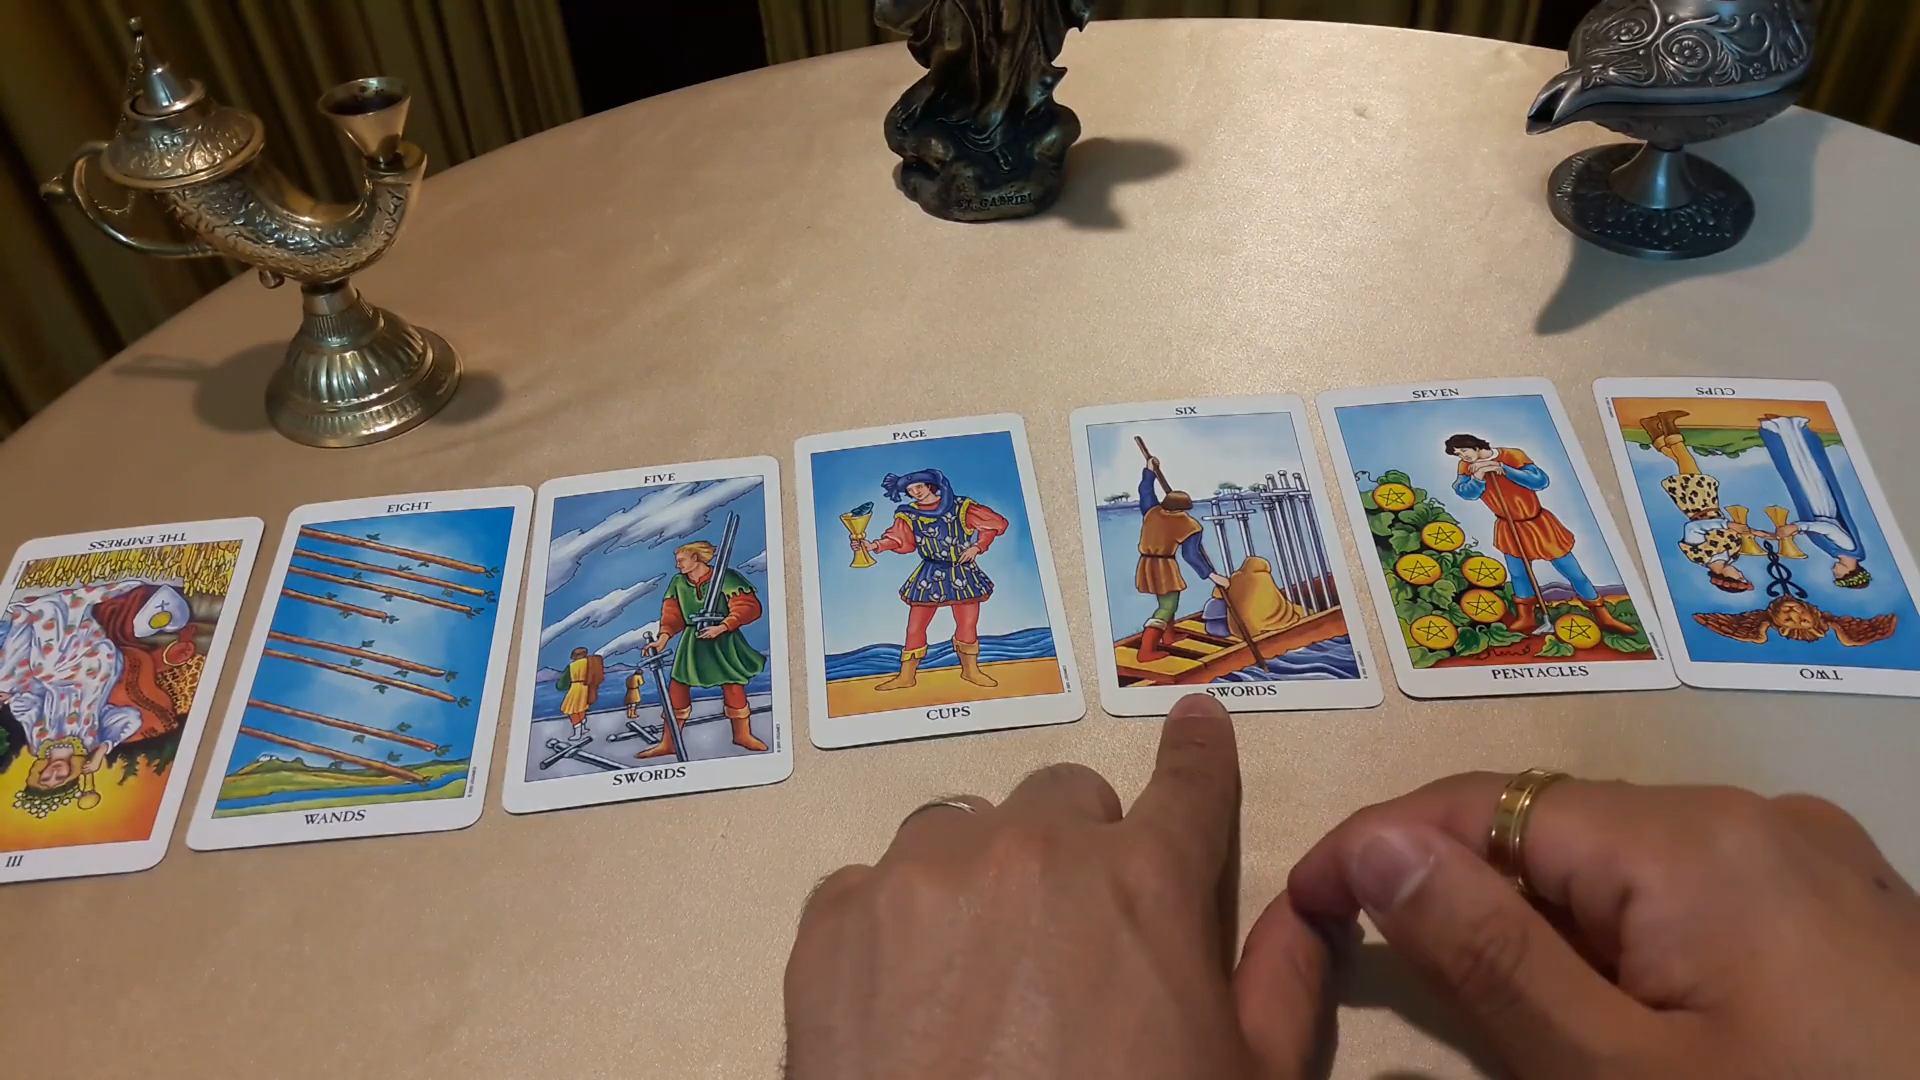 ST. GABRIEL
THE EMPRESS
III
EIGHT
WANDS
FIVE
SWORDS
PAGE
CUPS
SIX
SWORDS
SEVEN
PENTACLES
CUPS
TWO